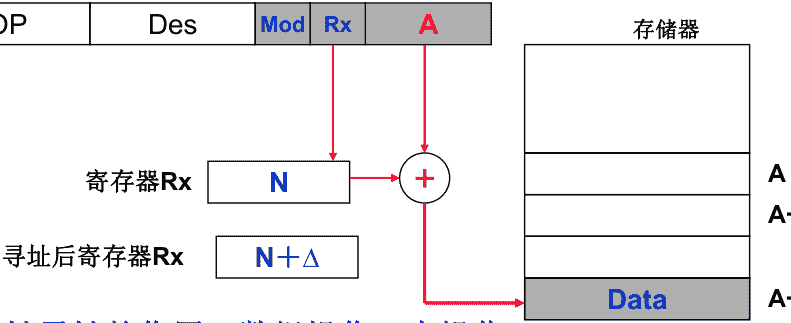 Des Mod Rx A
存储器
A
寄存器Rx N +
寻址后寄存器Rx N+Δ
Data